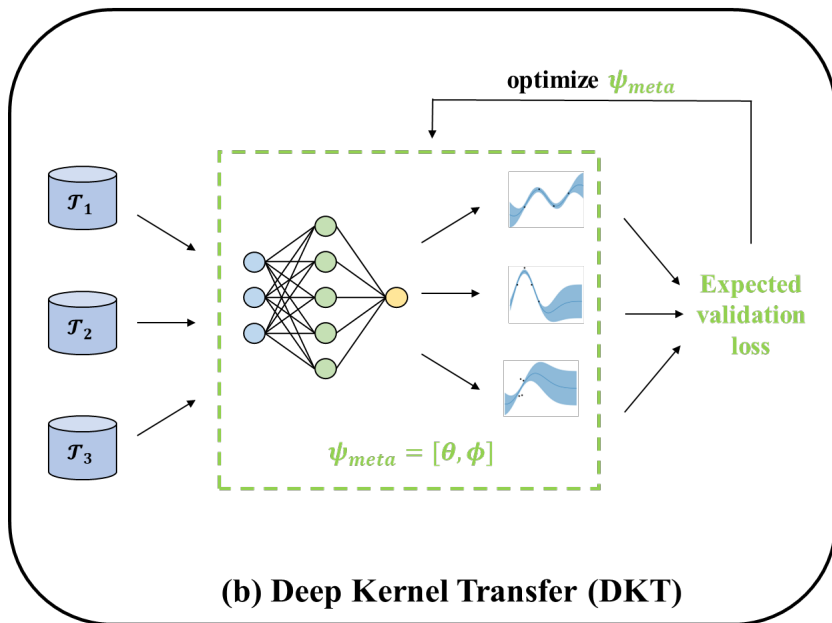 optimize ψ_meta
𝒯₁
𝒯₂
𝒯₃
Expected
validation
loss
ψ_meta = [θ, ϕ]
(b) Deep Kernel Transfer (DKT)